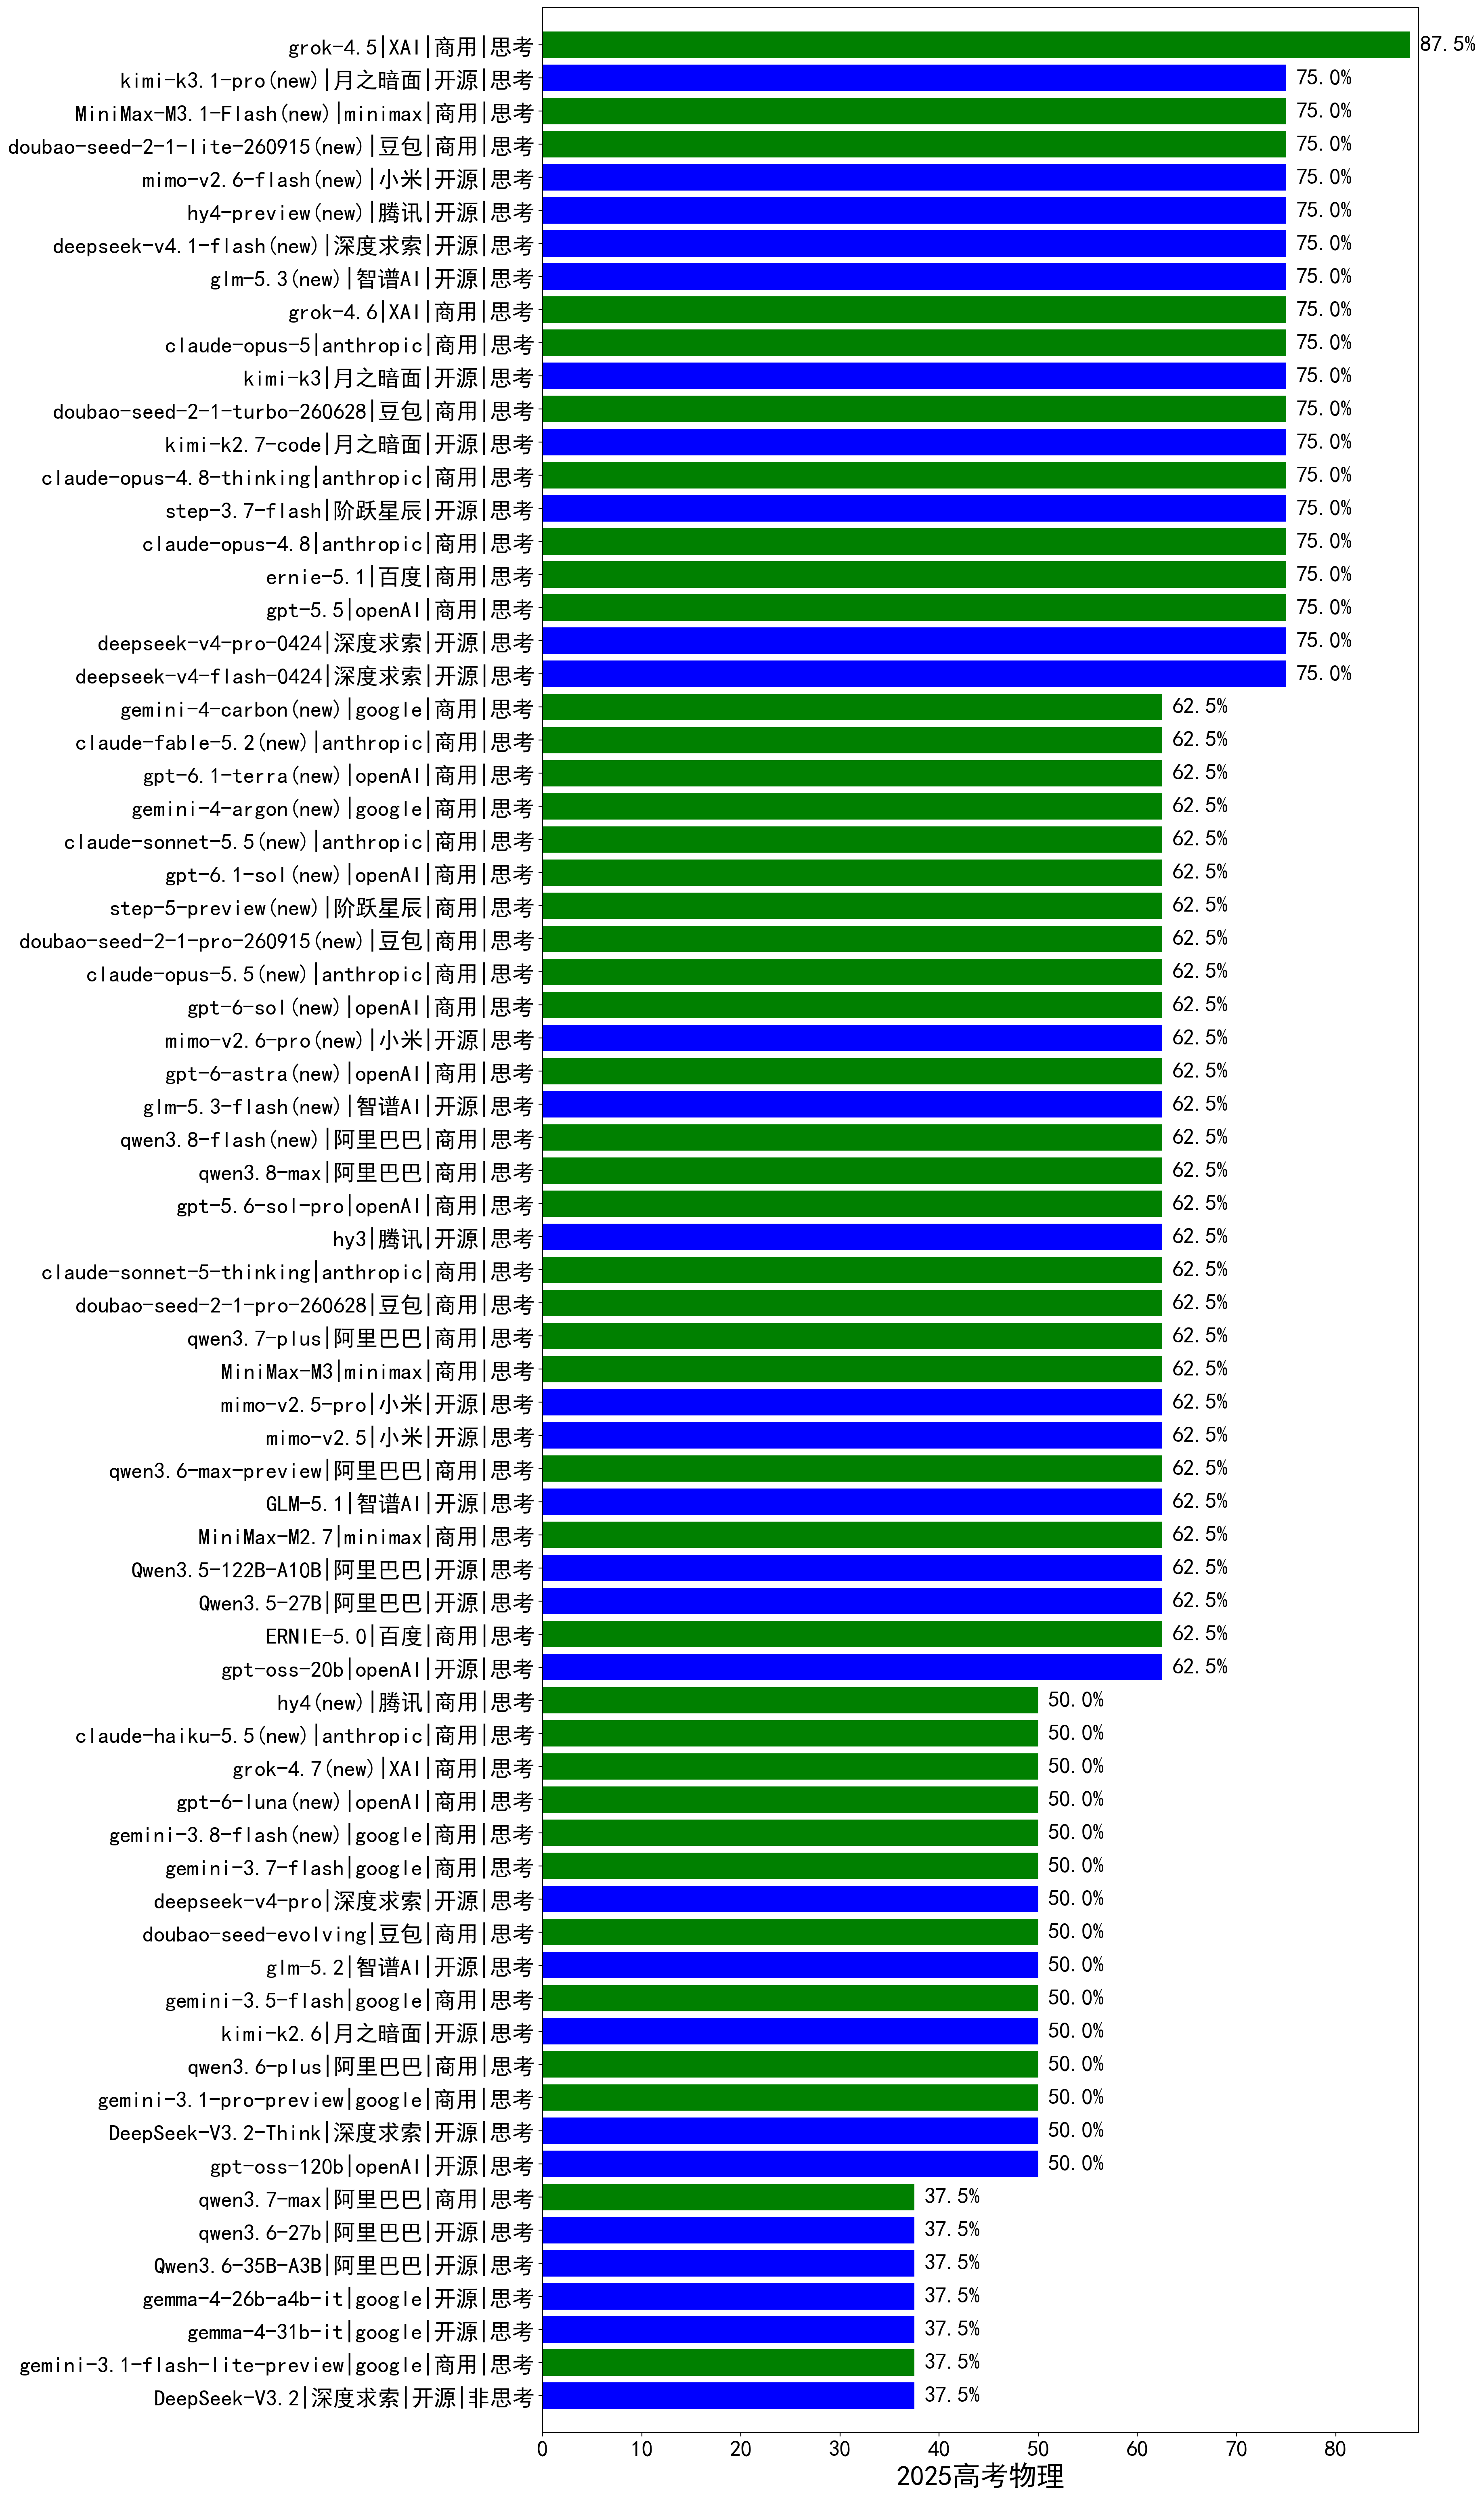 grok-4.5|XAI|商用|思考 87.5%
kimi-k3.1-pro(new)|月之暗面|开源|思考 75.0%
MiniMax-M3.1-Flash(new)|minimax|商用|思考 75.0%
doubao-seed-2-1-lite-260915(new)|豆包|商用|思考 75.0%
mimo-v2.6-flash(new)|小米|开源|思考 75.0%
hy4-preview(new)|腾讯|开源|思考 75.0%
deepseek-v4.1-flash(new)|深度求索|开源|思考 75.0%
glm-5.3(new)|智谱AI|开源|思考 75.0%
grok-4.6|XAI|商用|思考 75.0%
claude-opus-5|anthropic|商用|思考 75.0%
kimi-k3|月之暗面|开源|思考 75.0%
doubao-seed-2-1-turbo-260628|豆包|商用|思考 75.0%
kimi-k2.7-code|月之暗面|开源|思考 75.0%
claude-opus-4.8-thinking|anthropic|商用|思考 75.0%
step-3.7-flash|阶跃星辰|开源|思考 75.0%
claude-opus-4.8|anthropic|商用|思考 75.0%
ernie-5.1|百度|商用|思考 75.0%
gpt-5.5|openAI|商用|思考 75.0%
deepseek-v4-pro-0424|深度求索|开源|思考 75.0%
deepseek-v4-flash-0424|深度求索|开源|思考 75.0%
gemini-4-carbon(new)|google|商用|思考 62.5%
claude-fable-5.2(new)|anthropic|商用|思考 62.5%
gpt-6.1-terra(new)|openAI|商用|思考 62.5%
gemini-4-argon(new)|google|商用|思考 62.5%
claude-sonnet-5.5(new)|anthropic|商用|思考 62.5%
gpt-6.1-sol(new)|openAI|商用|思考 62.5%
step-5-preview(new)|阶跃星辰|商用|思考 62.5%
doubao-seed-2-1-pro-260915(new)|豆包|商用|思考 62.5%
claude-opus-5.5(new)|anthropic|商用|思考 62.5%
gpt-6-sol(new)|openAI|商用|思考 62.5%
mimo-v2.6-pro(new)|小米|开源|思考 62.5%
gpt-6-astra(new)|openAI|商用|思考 62.5%
glm-5.3-flash(new)|智谱AI|开源|思考 62.5%
qwen3.8-flash(new)|阿里巴巴|商用|思考 62.5%
qwen3.8-max|阿里巴巴|商用|思考 62.5%
gpt-5.6-sol-pro|openAI|商用|思考 62.5%
hy3|腾讯|开源|思考 62.5%
claude-sonnet-5-thinking|anthropic|商用|思考 62.5%
doubao-seed-2-1-pro-260628|豆包|商用|思考 62.5%
qwen3.7-plus|阿里巴巴|商用|思考 62.5%
MiniMax-M3|minimax|商用|思考 62.5%
mimo-v2.5-pro|小米|开源|思考 62.5%
mimo-v2.5|小米|开源|思考 62.5%
qwen3.6-max-preview|阿里巴巴|商用|思考 62.5%
GLM-5.1|智谱AI|开源|思考 62.5%
MiniMax-M2.7|minimax|商用|思考 62.5%
Qwen3.5-122B-A10B|阿里巴巴|开源|思考 62.5%
Qwen3.5-27B|阿里巴巴|开源|思考 62.5%
ERNIE-5.0|百度|商用|思考 62.5%
gpt-oss-20b|openAI|开源|思考 62.5%
hy4(new)|腾讯|商用|思考 50.0%
claude-haiku-5.5(new)|anthropic|商用|思考 50.0%
grok-4.7(new)|XAI|商用|思考 50.0%
gpt-6-luna(new)|openAI|商用|思考 50.0%
gemini-3.8-flash(new)|google|商用|思考 50.0%
gemini-3.7-flash|google|商用|思考 50.0%
deepseek-v4-pro|深度求索|开源|思考 50.0%
doubao-seed-evolving|豆包|商用|思考 50.0%
glm-5.2|智谱AI|开源|思考 50.0%
gemini-3.5-flash|google|商用|思考 50.0%
kimi-k2.6|月之暗面|开源|思考 50.0%
qwen3.6-plus|阿里巴巴|商用|思考 50.0%
gemini-3.1-pro-preview|google|商用|思考 50.0%
DeepSeek-V3.2-Think|深度求索|开源|思考 50.0%
gpt-oss-120b|openAI|开源|思考 50.0%
qwen3.7-max|阿里巴巴|商用|思考 37.5%
qwen3.6-27b|阿里巴巴|开源|思考 37.5%
Qwen3.6-35B-A3B|阿里巴巴|开源|思考 37.5%
gemma-4-26b-a4b-it|google|开源|思考 37.5%
gemma-4-31b-it|google|开源|思考 37.5%
gemini-3.1-flash-lite-preview|google|商用|思考 37.5%
DeepSeek-V3.2|深度求索|开源|非思考 37.5%
0 10 20 30 40 50 60 70 80
2025高考物理